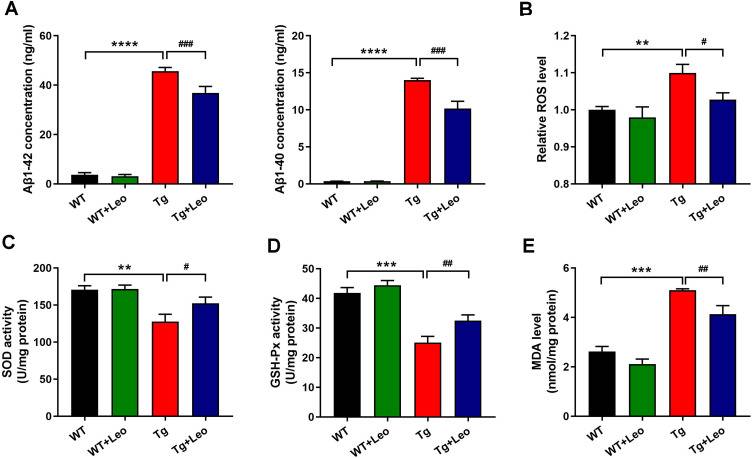 A
Aβ1-42 concentration (ng/ml)
60
40
20
0
****
###
WT
WT+Leo
Tg
Tg+Leo
Aβ1-40 concentration (ng/ml)
20
15
10
5
0
****
###
WT
WT+Leo
Tg
Tg+Leo
B
Relative ROS level
1.2
1.1
1.0
0.9
0.8
**
#
WT
WT+Leo
Tg
Tg+Leo
C
SOD activity
(U/mg protein)
200
150
100
50
0
**
#
WT
WT+Leo
Tg
Tg+Leo
D
GSH-Px activity
(U/mg protein)
50
40
30
20
10
0
***
##
WT
WT+Leo
Tg
Tg+Leo
E
MDA level
(nmol/mg protein)
6
4
2
0
***
##
WT
WT+Leo
Tg
Tg+Leo